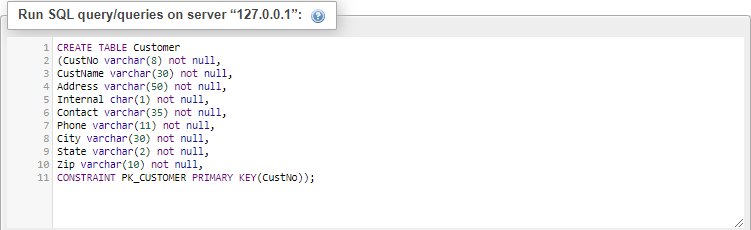 Run SQL query/queries on server “127.0.0.1”:
1 CREATE TABLE Customer
2 (CustNo varchar(8) not null,
3 CustName varchar(30) not null,
4 Address varchar(50) not null,
5 Internal char(1) not null,
6 Contact varchar(35) not null,
7 Phone varchar(11) not null,
8 City varchar(30) not null,
9 State varchar(2) not null,
10 Zip varchar(10) not null,
11 CONSTRAINT PK_CUSTOMER PRIMARY KEY(CustNo));